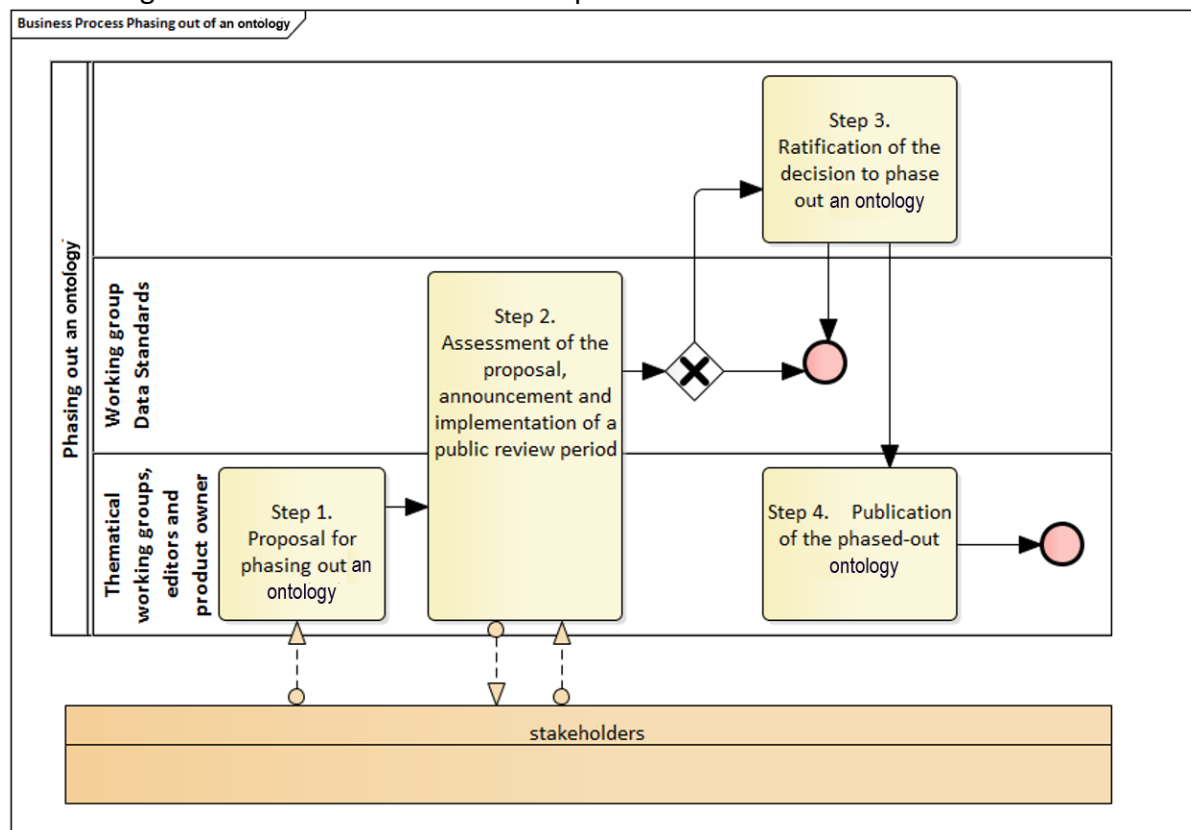 Business Process Phasing out of an ontology
Phasing out an ontology
Step 3.
Ratification of the
decision to phase
out an ontology
Working group
Data Standards
Step 2.
Assessment of the
proposal,
announcement and
implementation of a
public review period
Thematical
working groups,
editors and
product owner
Step 1.
Proposal for
phasing out an
ontology
Step 4. Publication
of the phased-out
ontology
stakeholders